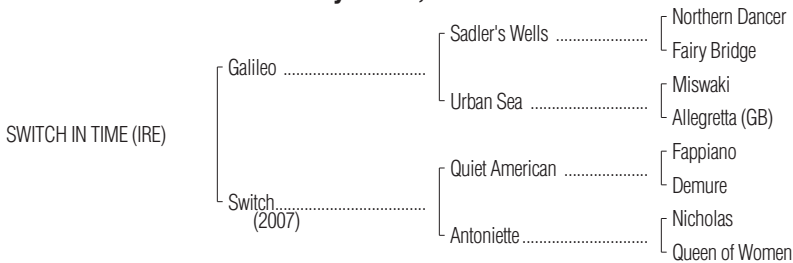 Northern Dancer
Sadler's Wells ....................
Fairy Bridge
Galileo ................................
Miswaki
Urban Sea .........................
Allegretta (GB)
SWITCH IN TIME (IRE)
Fappiano
Quiet American ..................
Demure
Switch..................................
(2007)
Nicholas
Antoniette...........................
Queen of Women